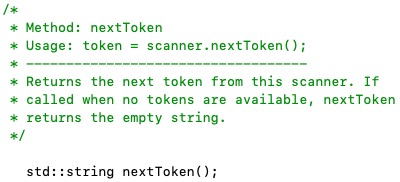 /*
 * Method: nextToken
 * Usage: token = scanner.nextToken();
 * -----------------------------------
 * Returns the next token from this scanner. If
 * called when no tokens are available, nextToken
 * returns the empty string.
 */
   std::string nextToken();